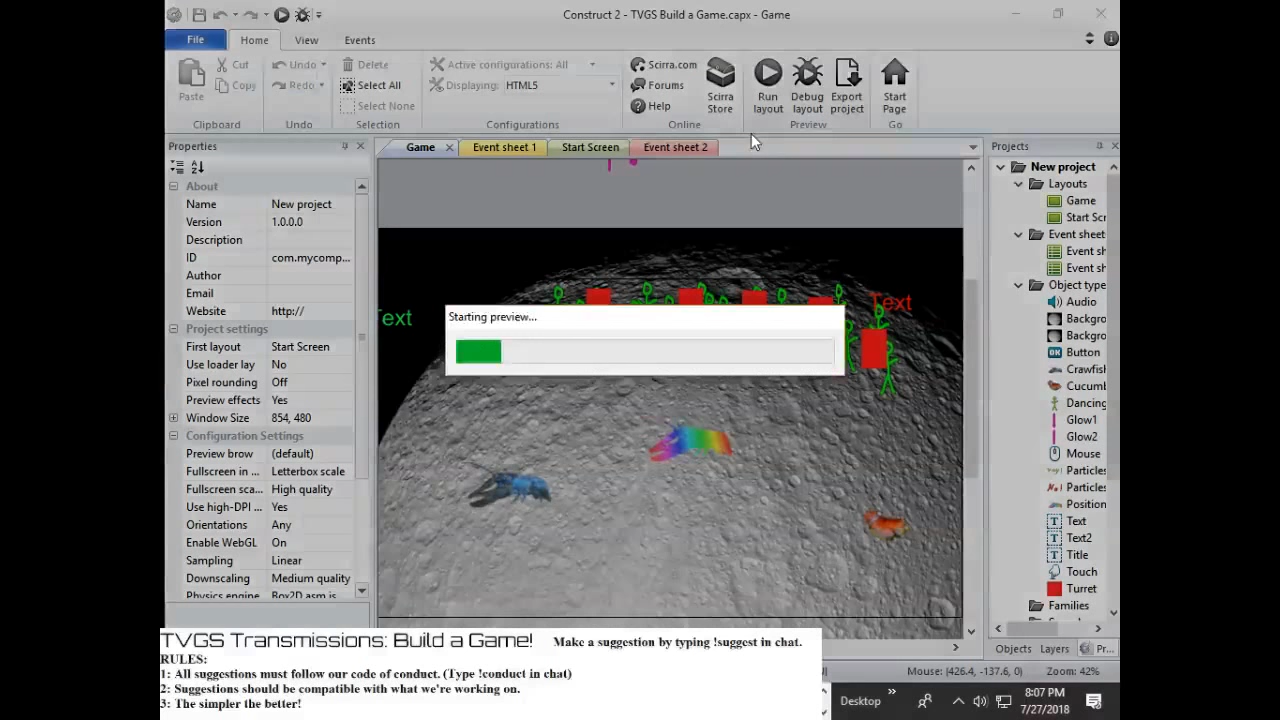 Construct 2 - TVGS Build a Game.capx - Game
File Home View Events
Paste Cut Copy Clipboard
Undo Redo Undo
Delete Select All Select None Selection
Active configurations: All
Displaying: HTML5
Configurations
Scirra.com Forums Help Scirra Store Online
Run layout Debug layout Export project Preview
Start Page Go
Properties
Game Event sheet 1 Start Screen Event sheet 2
Projects
About
Name New project
Version 1.0.0.0
Description
ID com.mycomp...
Author
Email
Website http://
Project settings
First layout Start Screen
Use loader lay No
Pixel rounding Off
Preview effects Yes
Window Size 854, 480
Configuration Settings
Preview brow (default)
Fullscreen in ... Letterbox scale
Fullscreen sca... High quality
Use high-DPI ... Yes
Orientations Any
Enable WebGL On
Sampling Linear
Downscaling Medium quality
Physics engine Box2D asm.js
Text
Text
Starting preview...
New project
Layouts
Game
Start Scr
Event sheet
Event sh
Event sh
Object type
Audio
Backgro
Backgro
Button
Crawfis
Cucum
Dancing
Glow1
Glow2
Mouse
Particles
Particles
Position
Text
Text2
Title
Touch
Turret
Families
Objects Layers Pr...
Mouse: (426.4, -137.6, 0) Zoom: 42%
TVGS Transmissions: Build a Game! Make a suggestion by typing !suggest in chat.
RULES:
1: All suggestions must follow our code of conduct. (Type !conduct in chat)
2: Suggestions should be compatible with what we're working on.
3: The simpler the better!
Desktop
8:07 PM
7/27/2018